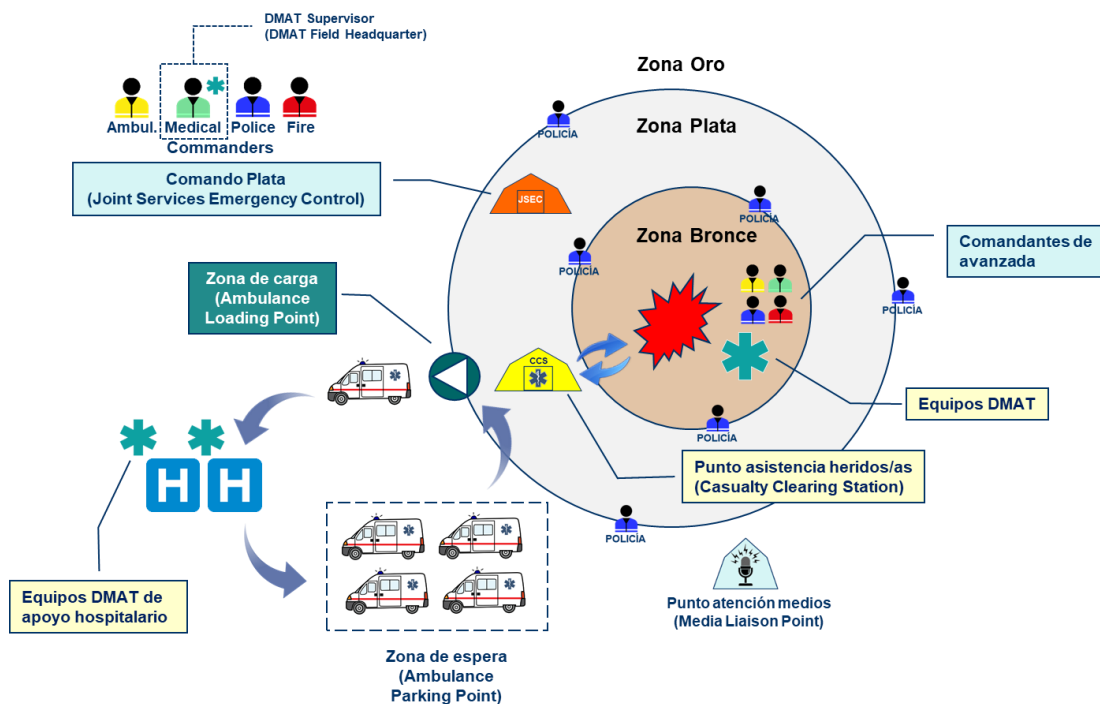 DMAT Supervisor
(DMAT Field Headquarter)
Ambul.
Medical
Police
Fire
Commanders
Comando Plata
(Joint Services Emergency Control)
Zona Oro
POLICÍA
Zona Plata
JSEC
POLICÍA
Zona Bronce
POLICÍA
Comandantes de
avanzada
Zona de carga
(Ambulance
Loading Point)
POLICÍA
CCS
Equipos DMAT
POLICÍA
H
H
Punto asistencia heridos/as
(Casualty Clearing Station)
POLICÍA
Equipos DMAT de
apoyo hospitalario
Punto atención medios
(Media Liaison Point)
Zona de espera
(Ambulance
Parking Point)